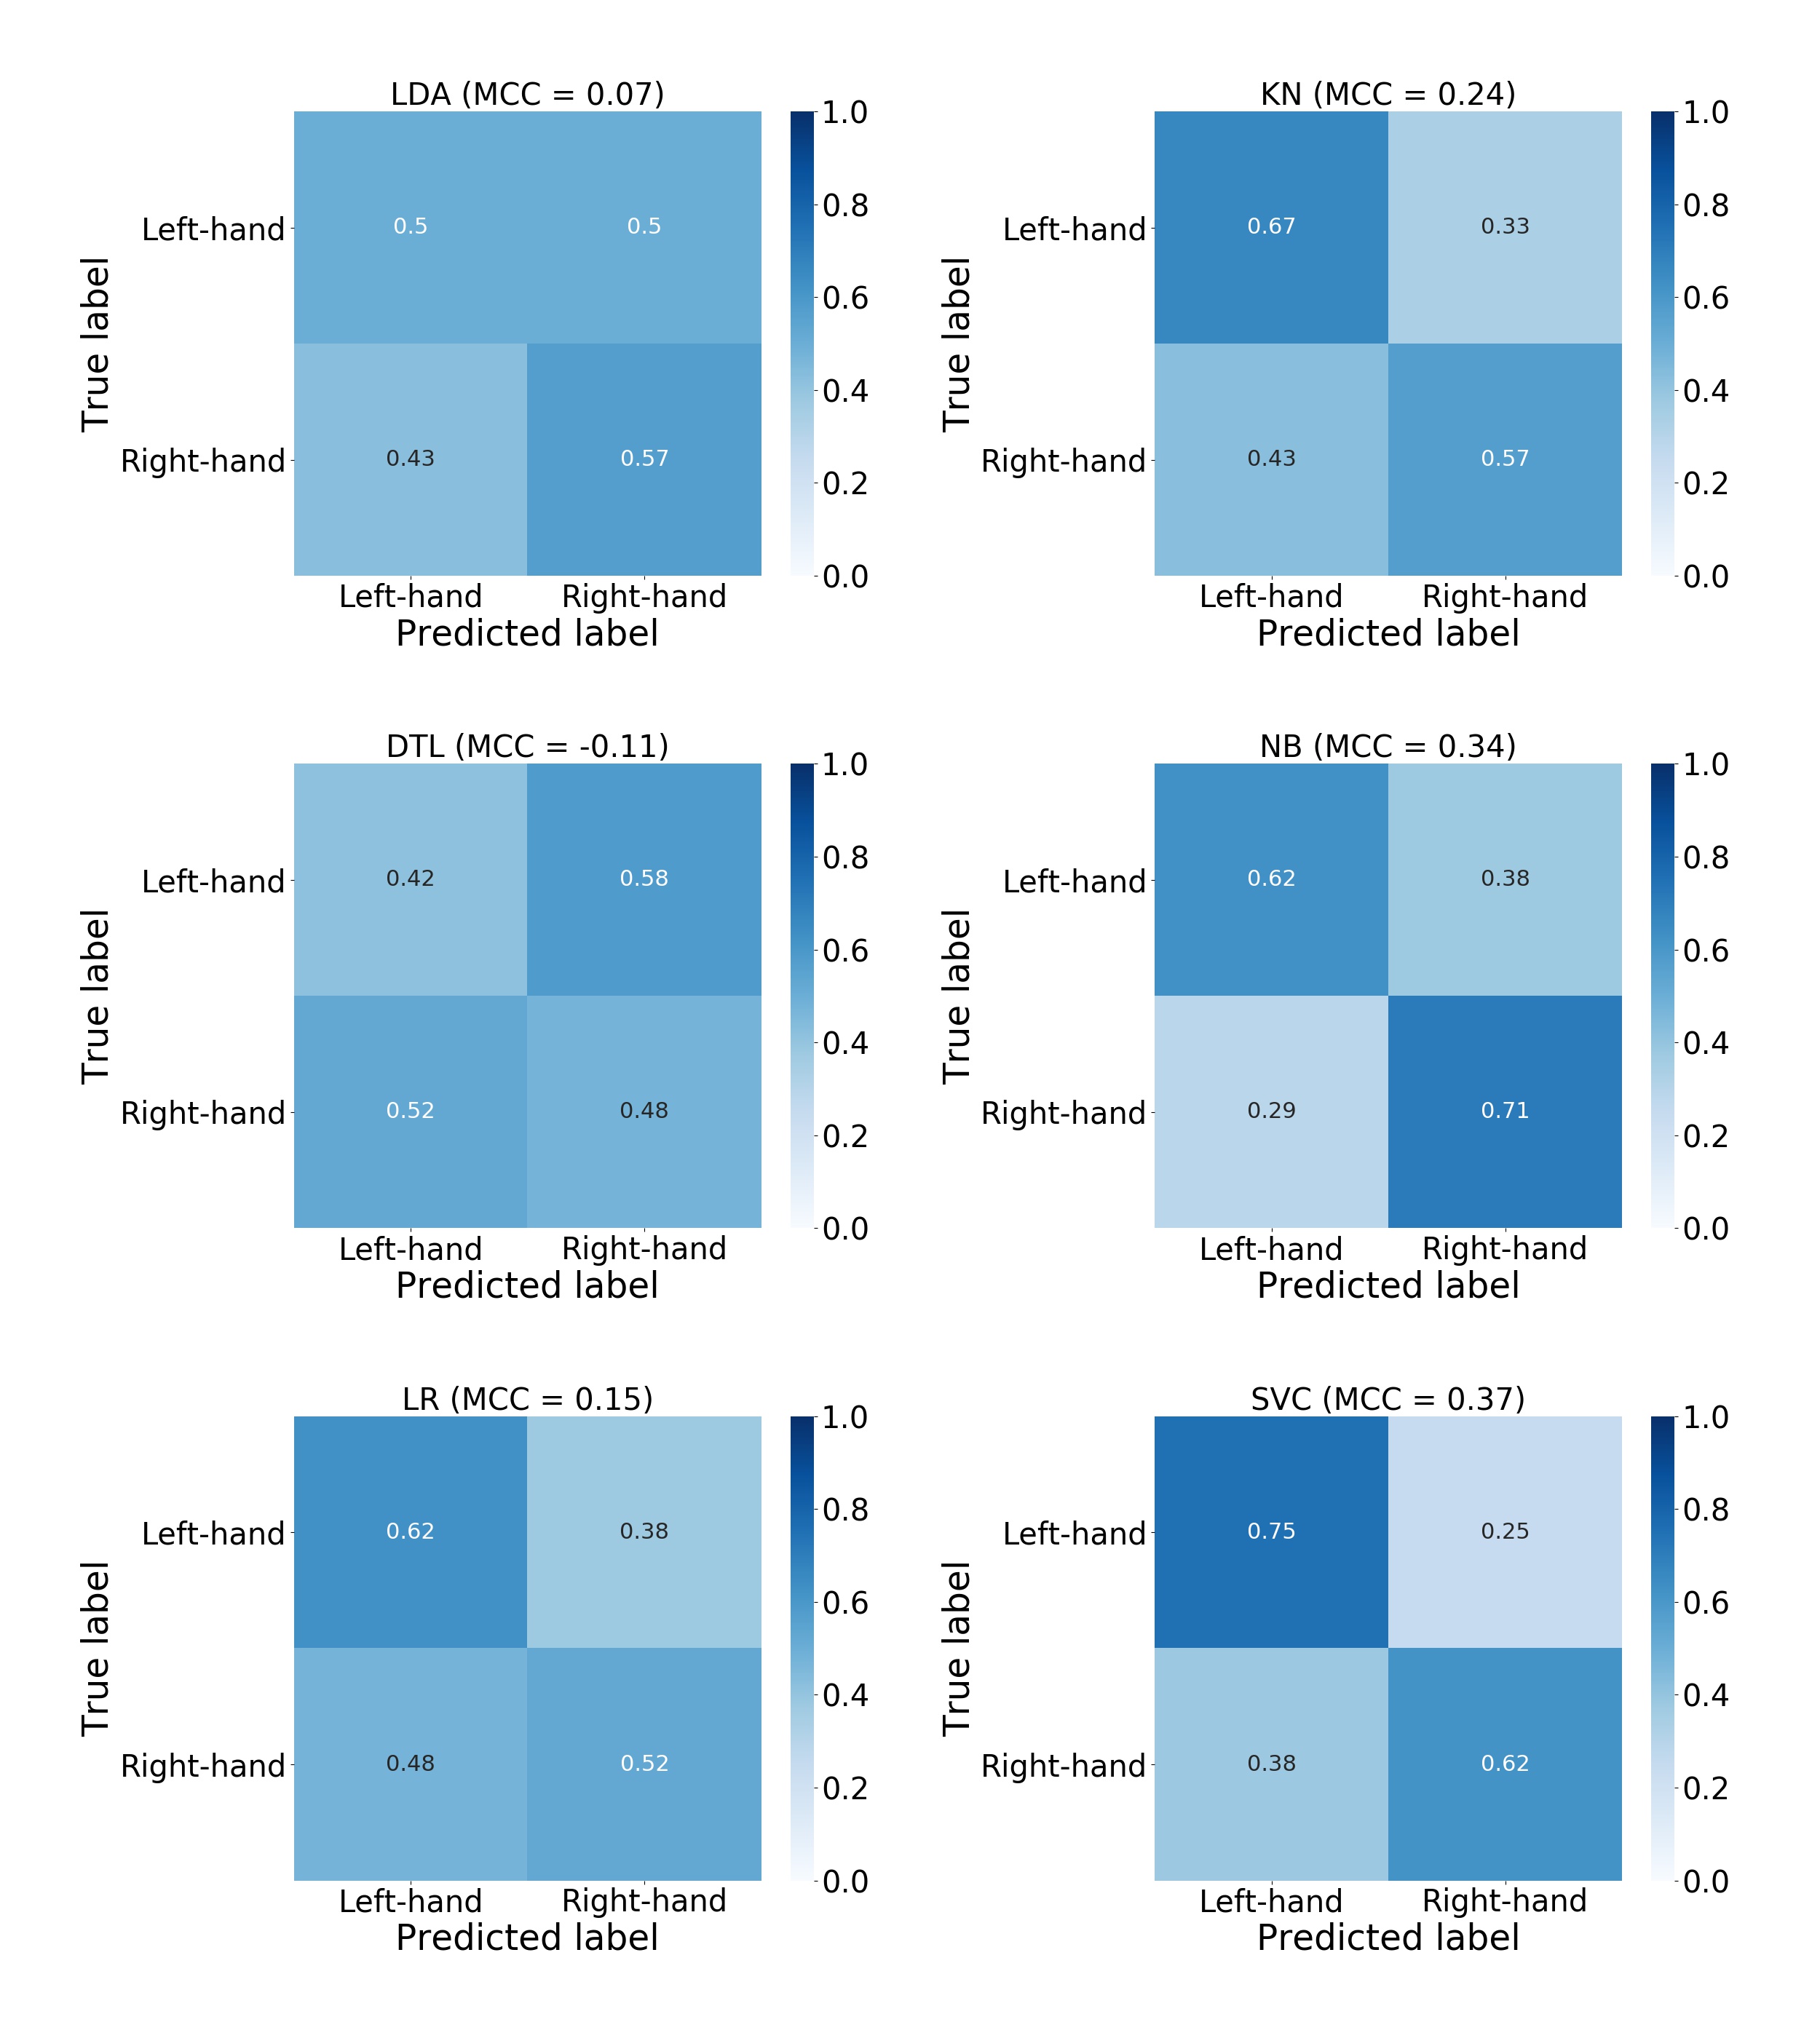 LDA (MCC = 0.07)
True label
Left-hand
0.5 0.5
Right-hand
0.43 0.57
Left-hand Right-hand
Predicted label
1.0
0.8
0.6
0.4
0.2
0.0
KN (MCC = 0.24)
True label
Left-hand
0.67 0.33
Right-hand
0.43 0.57
Left-hand Right-hand
Predicted label
1.0
0.8
0.6
0.4
0.2
0.0
DTL (MCC = -0.11)
True label
Left-hand
0.42 0.58
Right-hand
0.52 0.48
Left-hand Right-hand
Predicted label
1.0
0.8
0.6
0.4
0.2
0.0
NB (MCC = 0.34)
True label
Left-hand
0.62 0.38
Right-hand
0.29 0.71
Left-hand Right-hand
Predicted label
1.0
0.8
0.6
0.4
0.2
0.0
LR (MCC = 0.15)
True label
Left-hand
0.62 0.38
Right-hand
0.48 0.52
Left-hand Right-hand
Predicted label
1.0
0.8
0.6
0.4
0.2
0.0
SVC (MCC = 0.37)
True label
Left-hand
0.75 0.25
Right-hand
0.38 0.62
Left-hand Right-hand
Predicted label
1.0
0.8
0.6
0.4
0.2
0.0